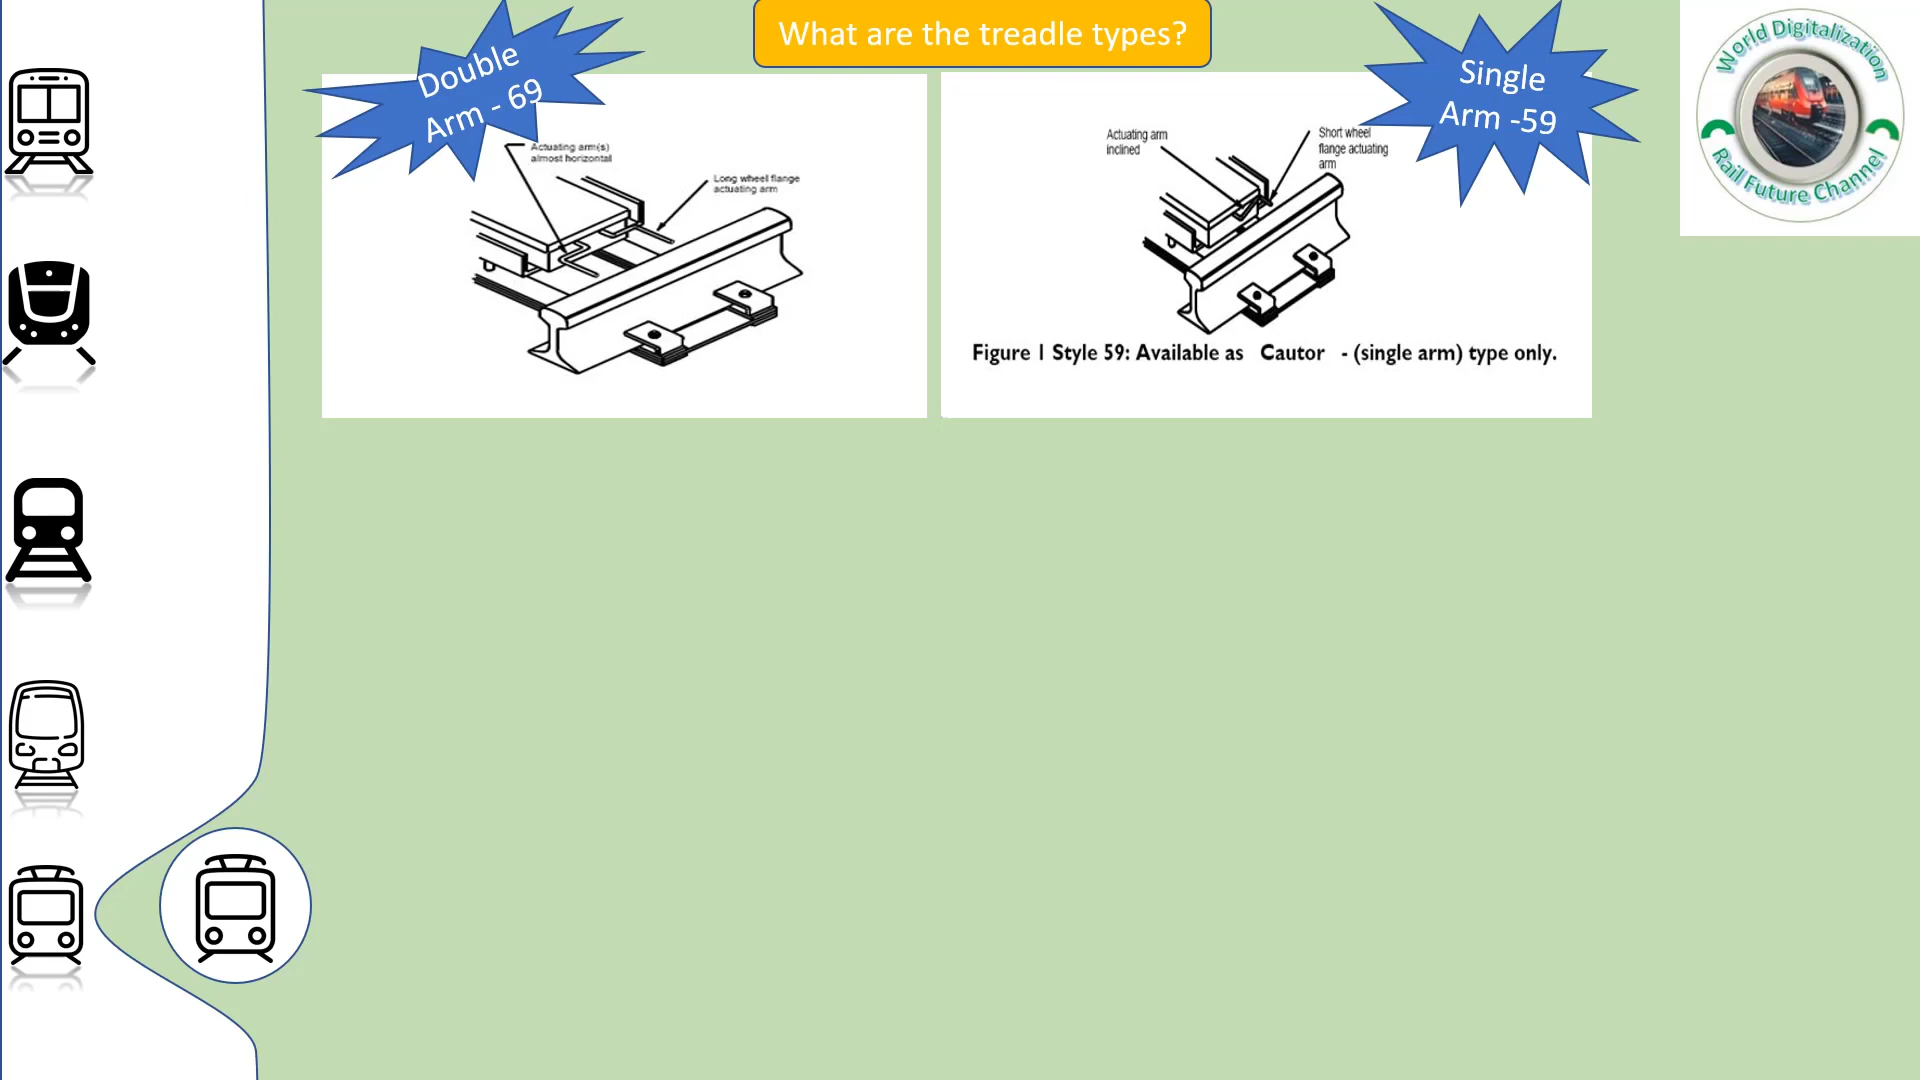 What are the treadle types?
Double
Arm - 69
Actuating arm(s)
almost horizontal
Long wheel flange
actuating arm
Single
Arm -59
Actuating arm
inclined
Short wheel
flange actuating
arm
Figure 1 Style 59: Available as Cautor - (single arm) type only.
World Digitalization
Rail Future Channel